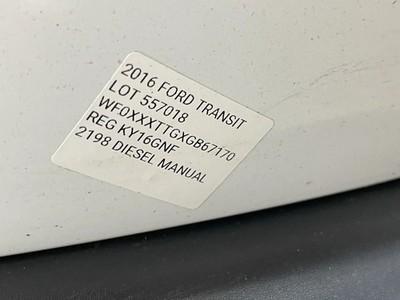 2016 FORD TRANSIT
LOT 557018
WF0XXXTTGXGB67170
REG KY16GNF
2198 DIESEL MANUAL